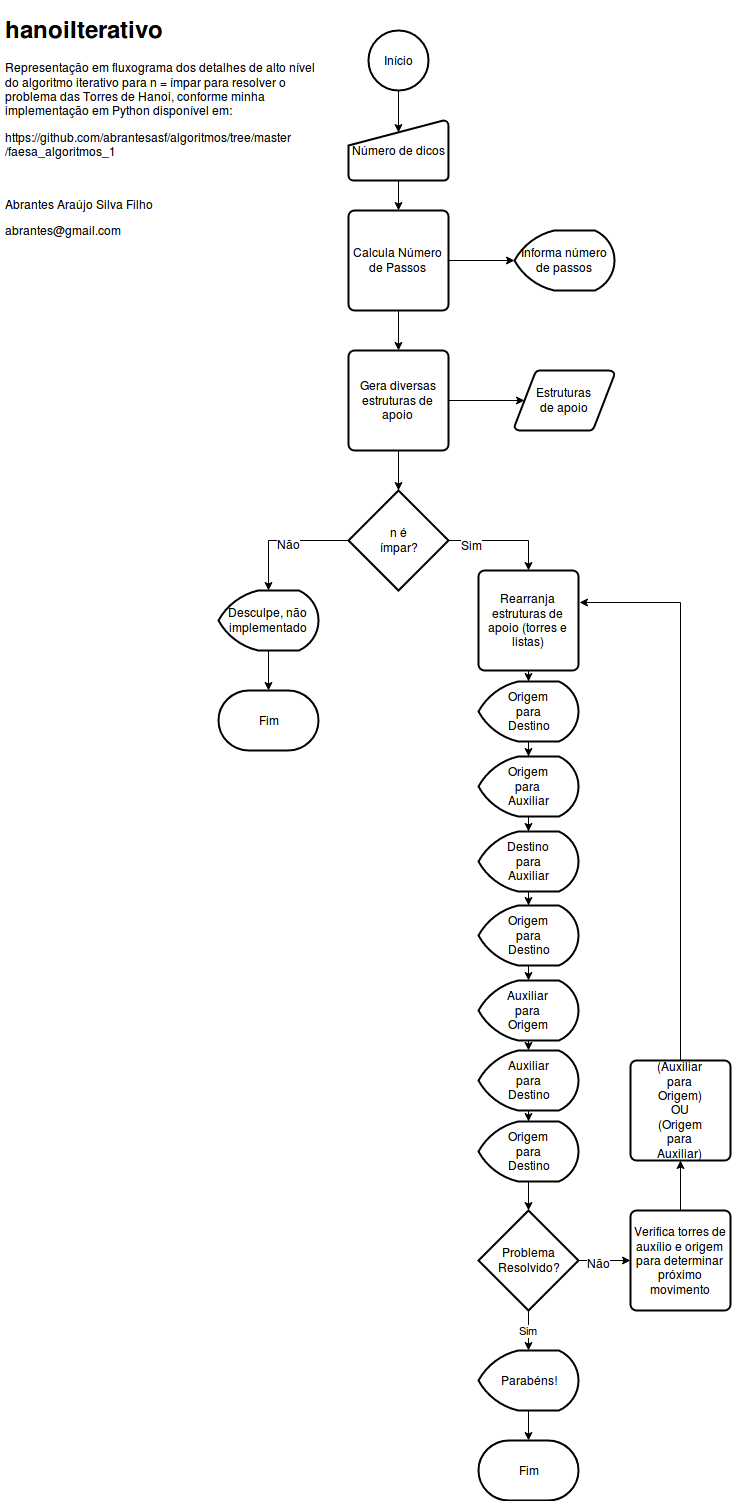 hanoiIterativo
Representação em fluxograma dos detalhes de alto nível
do algoritmo iterativo para n = ímpar para resolver o
problema das Torres de Hanoi, conforme minha
implementação em Python disponível em:
https://github.com/abrantesasf/algoritmos/tree/master
/faesa_algoritmos_1
Abrantes Araújo Silva Filho
abrantes@gmail.com
Início
Número de dicos
Calcula Número
de Passos
Informa número
de passos
Gera diversas
estruturas de
apoio
Estruturas
de apoio
n é
ímpar?
Não
Sim
Desculpe, não
implementado
Fim
Rearranja
estruturas de
apoio (torres e
listas)
Origem
para
Destino
Origem
para
Auxiliar
Destino
para
Auxiliar
Origem
para
Destino
Auxiliar
para
Origem
Auxiliar
para
Destino
Origem
para
Destino
Problema
Resolvido?
Não
Verifica torres de
auxílio e origem
para determinar
próximo
movimento
(Auxiliar
para
Origem)
OU
(Origem
para
Auxiliar)
Sim
Parabéns!
Fim